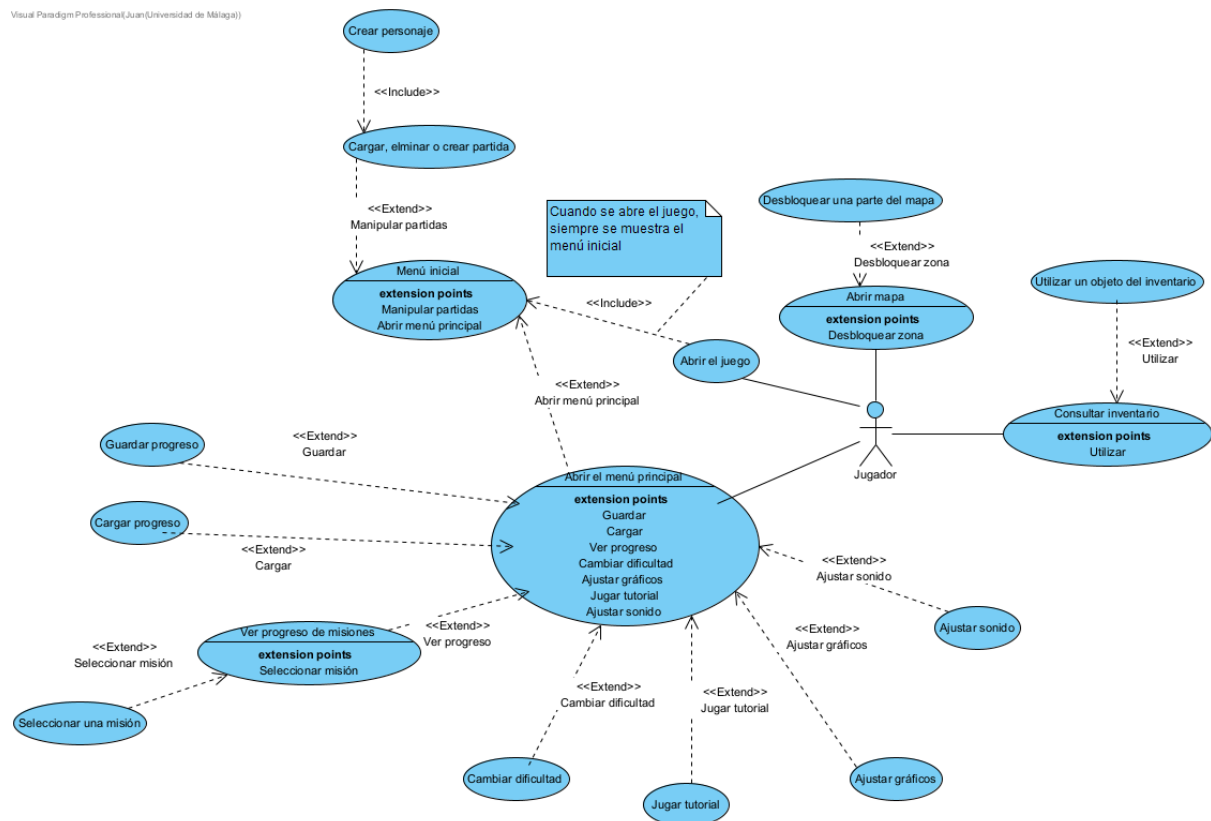 Visual Paradigm Professional(Juan(Universidad de Málaga))
Crear personaje
<<Include>>
Cargar, elminar o crear partida
<<Extend>>
Manipular partidas
Menú inicial
extension points
Manipular partidas
Abrir menú principal
Cuando se abre el juego,
siempre se muestra el
menú inicial
<<Include>>
Abrir el juego
Desbloquear una parte del mapa
<<Extend>>
Desbloquear zona
Abrir mapa
extension points
Desbloquear zona
Utilizar un objeto del inventario
<<Extend>>
Utilizar
Consultar inventario
extension points
Utilizar
Jugador
<<Extend>>
Abrir menú principal
Guardar progreso
<<Extend>>
Guardar
Cargar progreso
<<Extend>>
Cargar
Abrir el menú principal
extension points
Guardar
Cargar
Ver progreso
Cambiar dificultad
Ajustar gráficos
Jugar tutorial
Ajustar sonido
<<Extend>>
Ajustar sonido
Ajustar sonido
Ver progreso de misiones
extension points
Seleccionar misión
<<Extend>>
Ver progreso
<<Extend>>
Seleccionar misión
Seleccionar una misión
<<Extend>>
Cambiar dificultad
Cambiar dificultad
<<Extend>>
Jugar tutorial
Jugar tutorial
<<Extend>>
Ajustar gráficos
Ajustar gráficos